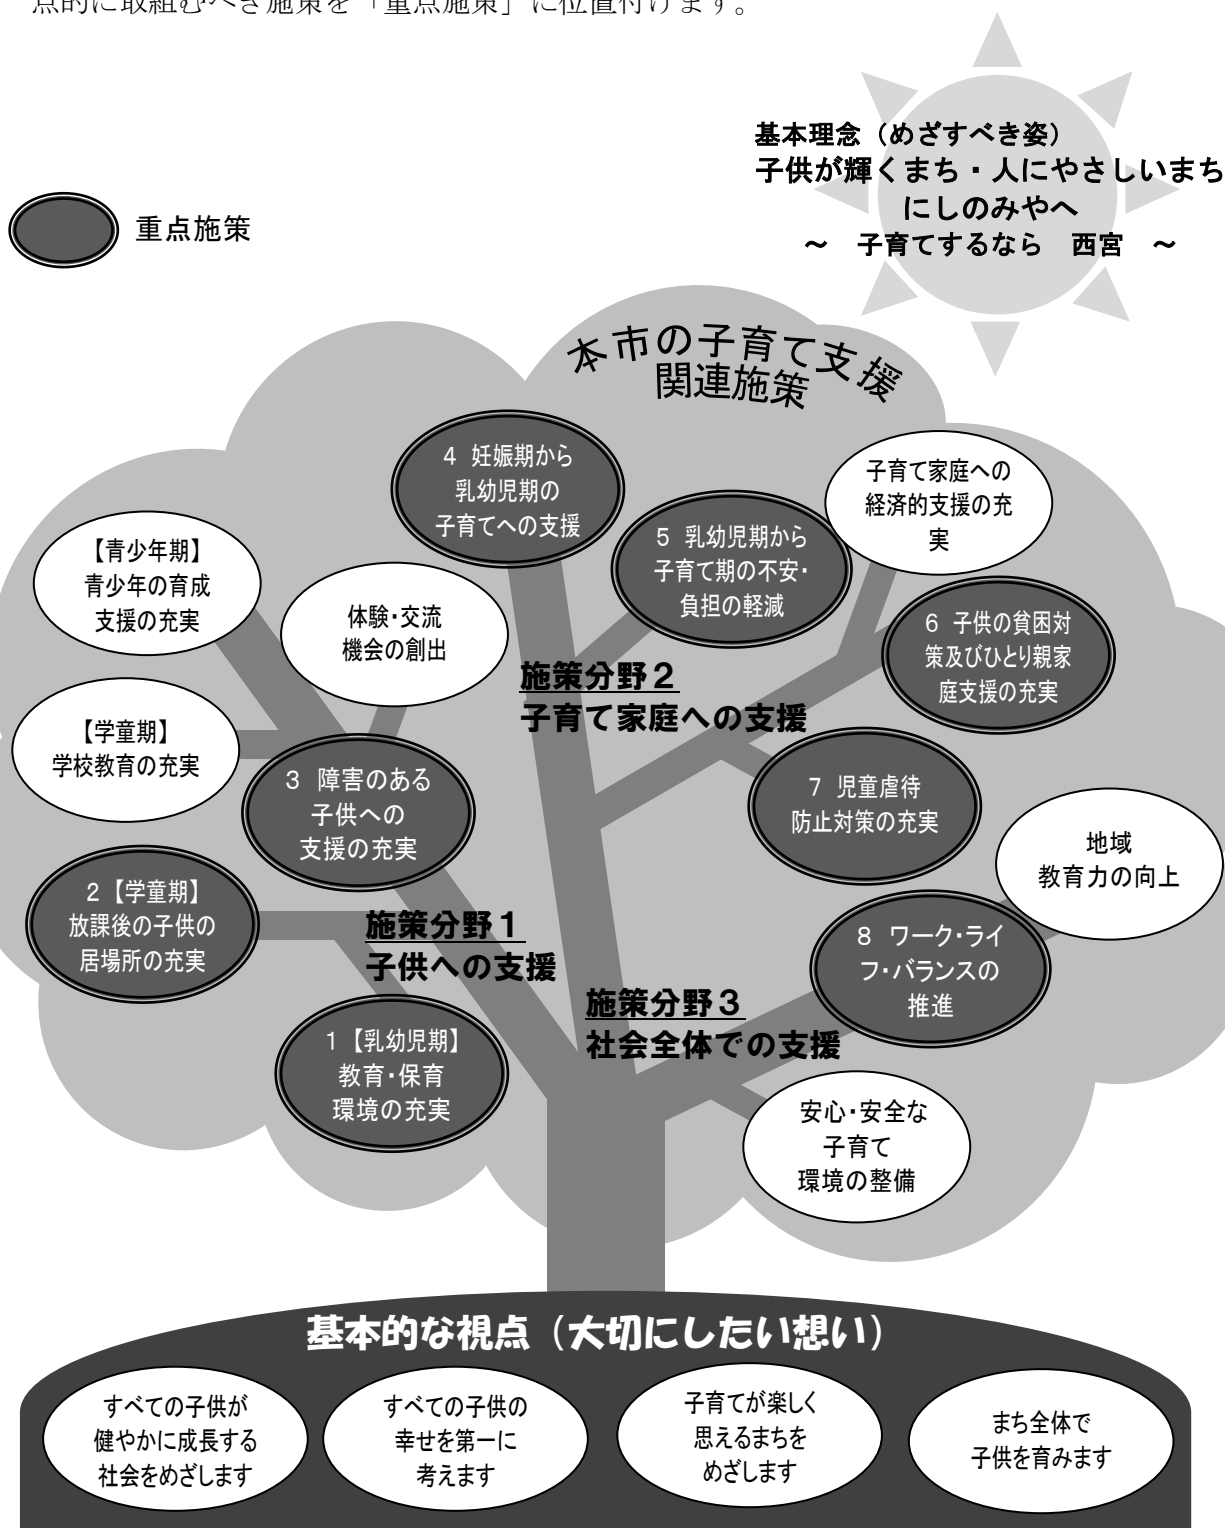 点的に取組むべき施策を「重点施策」に位置付けます。
基本理念（めざすべき姿）
子供が輝くまち・人にやさしいまち
にしのみやへ
～　子育てするなら　西宮　～
重点施策
本市の子育て支援
関連施策
4　妊娠期から
乳幼児期の
子育てへの支援
子育て家庭への
経済的支援の充
実
5　乳幼児期から
子育て期の不安・
負担の軽減
【青少年期】
青少年の育成
支援の充実
体験・交流
機会の創出
6　子供の貧困対
策及びひとり親家
庭支援の充実
施策分野２
子育て家庭への支援
【学童期】
学校教育の充実
3　障害のある
子供への
支援の充実
7　児童虐待
防止対策の充実
地域
教育力の向上
2【学童期】
放課後の子供の
居場所の充実
施策分野１
子供への支援
8　ワーク・ライ
フ・バランスの
推進
施策分野３
社会全体での支援
1【乳幼児期】
教育・保育
環境の充実
安心・安全な
子育て
環境の整備
基本的な視点（大切にしたい想い）
すべての子供が
健やかに成長する
社会をめざします
すべての子供の
幸せを第一に
考えます
子育てが楽しく
思えるまちを
めざします
まち全体で
子供を育みます